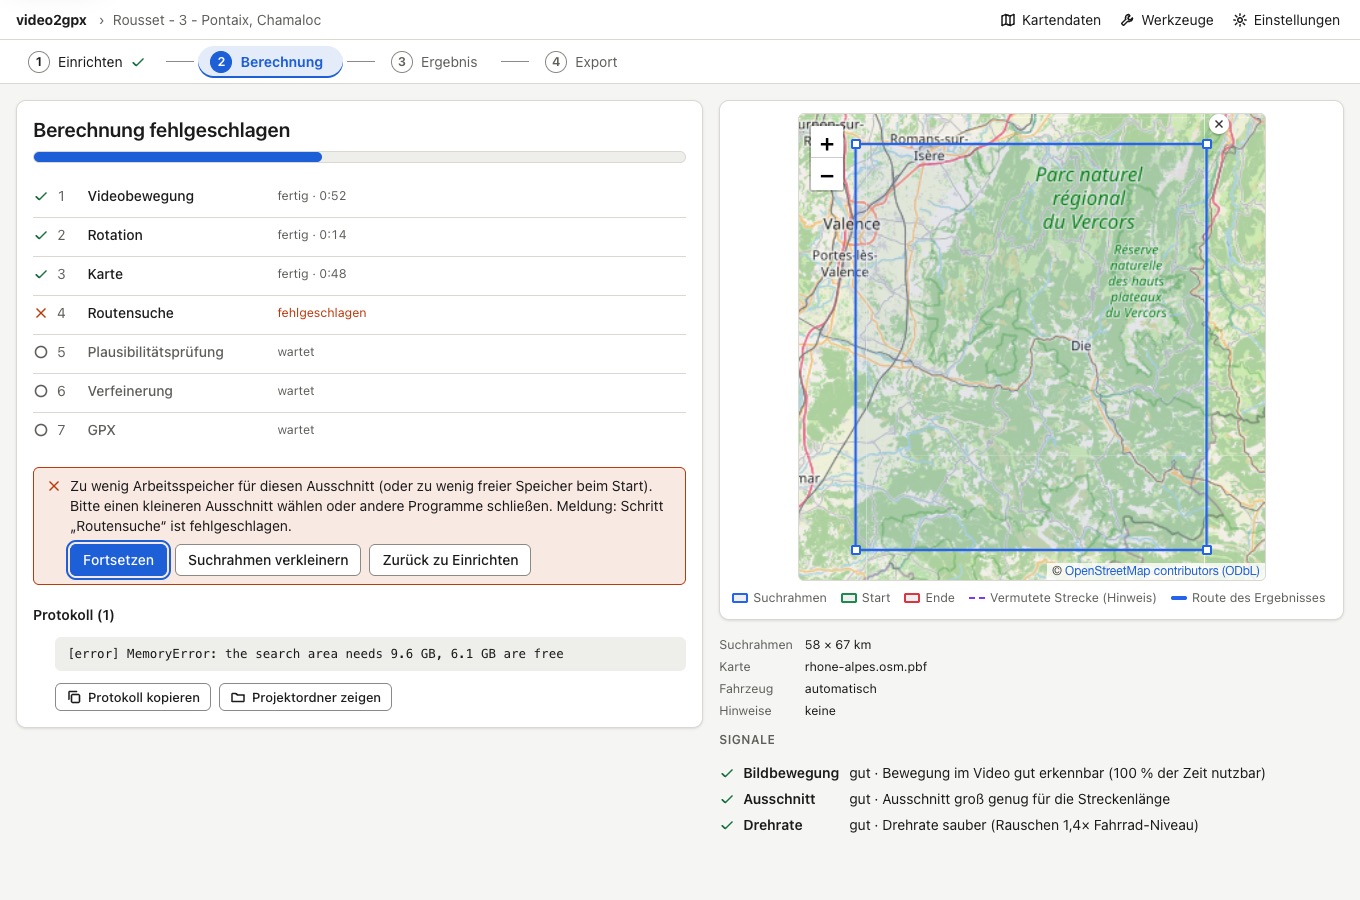 video2gpx › Rousset - 3 - Pontaix, Chamaloc
Kartendaten
Werkzeuge
Einstellungen
1 Einrichten
2 Berechnung
3 Ergebnis
4 Export
Berechnung fehlgeschlagen
1 Videobewegung fertig · 0:52
2 Rotation fertig · 0:14
3 Karte fertig · 0:48
4 Routensuche fehlgeschlagen
5 Plausibilitätsprüfung wartet
6 Verfeinerung wartet
7 GPX wartet
Zu wenig Arbeitsspeicher für diesen Ausschnitt (oder zu wenig freier Speicher beim Start).
Bitte einen kleineren Ausschnitt wählen oder andere Programme schließen. Meldung: Schritt
„Routensuche“ ist fehlgeschlagen.
Fortsetzen
Suchrahmen verkleinern
Zurück zu Einrichten
Protokoll (1)
[error] MemoryError: the search area needs 9.6 GB, 6.1 GB are free
Protokoll kopieren
Projektordner zeigen
+
−
Romans-sur-
Isère
Parc naturel
régional
du Vercors
Valence
Réserve
naturelle
des hauts
plateaux
du Vercors
Portes-lès-
Valence
Die
© OpenStreetMap contributors (ODbL)
Suchrahmen
Start
Ende
Vermutete Strecke (Hinweis)
Route des Ergebnisses
Suchrahmen 58 × 67 km
Karte rhone-alpes.osm.pbf
Fahrzeug automatisch
Hinweise keine
SIGNALE
Bildbewegung gut · Bewegung im Video gut erkennbar (100 % der Zeit nutzbar)
Ausschnitt gut · Ausschnitt groß genug für die Streckenlänge
Drehrate gut · Drehrate sauber (Rauschen 1,4× Fahrrad-Niveau)